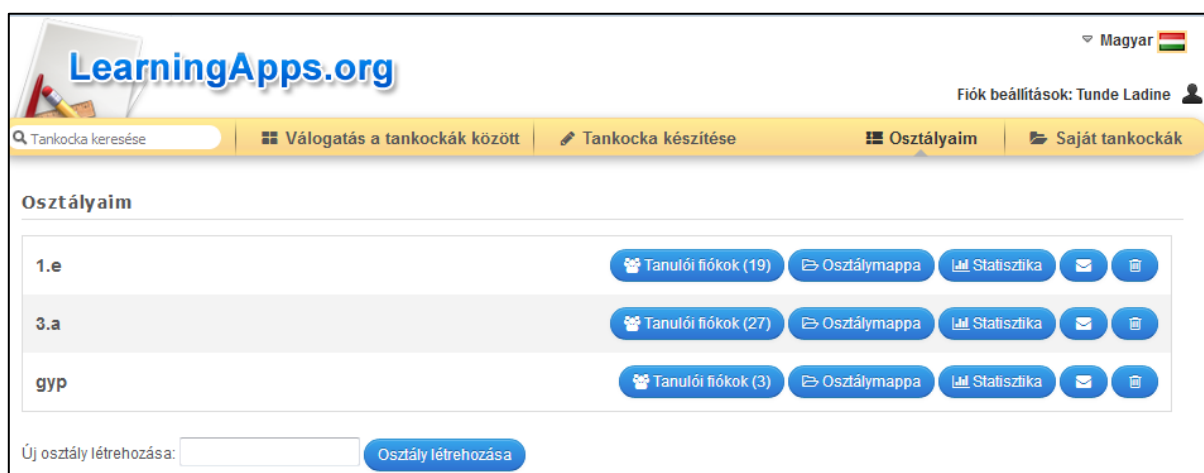 LearningApps.org
Magyar
Fiók beállítások: Tunde Ladine
Tankocka keresése
Válogatás a tankockák között
Tankocka készítése
Osztályaim
Saját tankockák
Osztályaim
1.e Tanulói fiókok (19) Osztálymappa Statisztika
3.a Tanulói fiókok (27) Osztálymappa Statisztika
gyp Tanulói fiókok (3) Osztálymappa Statisztika
Új osztály létrehozása: Osztály létrehozása